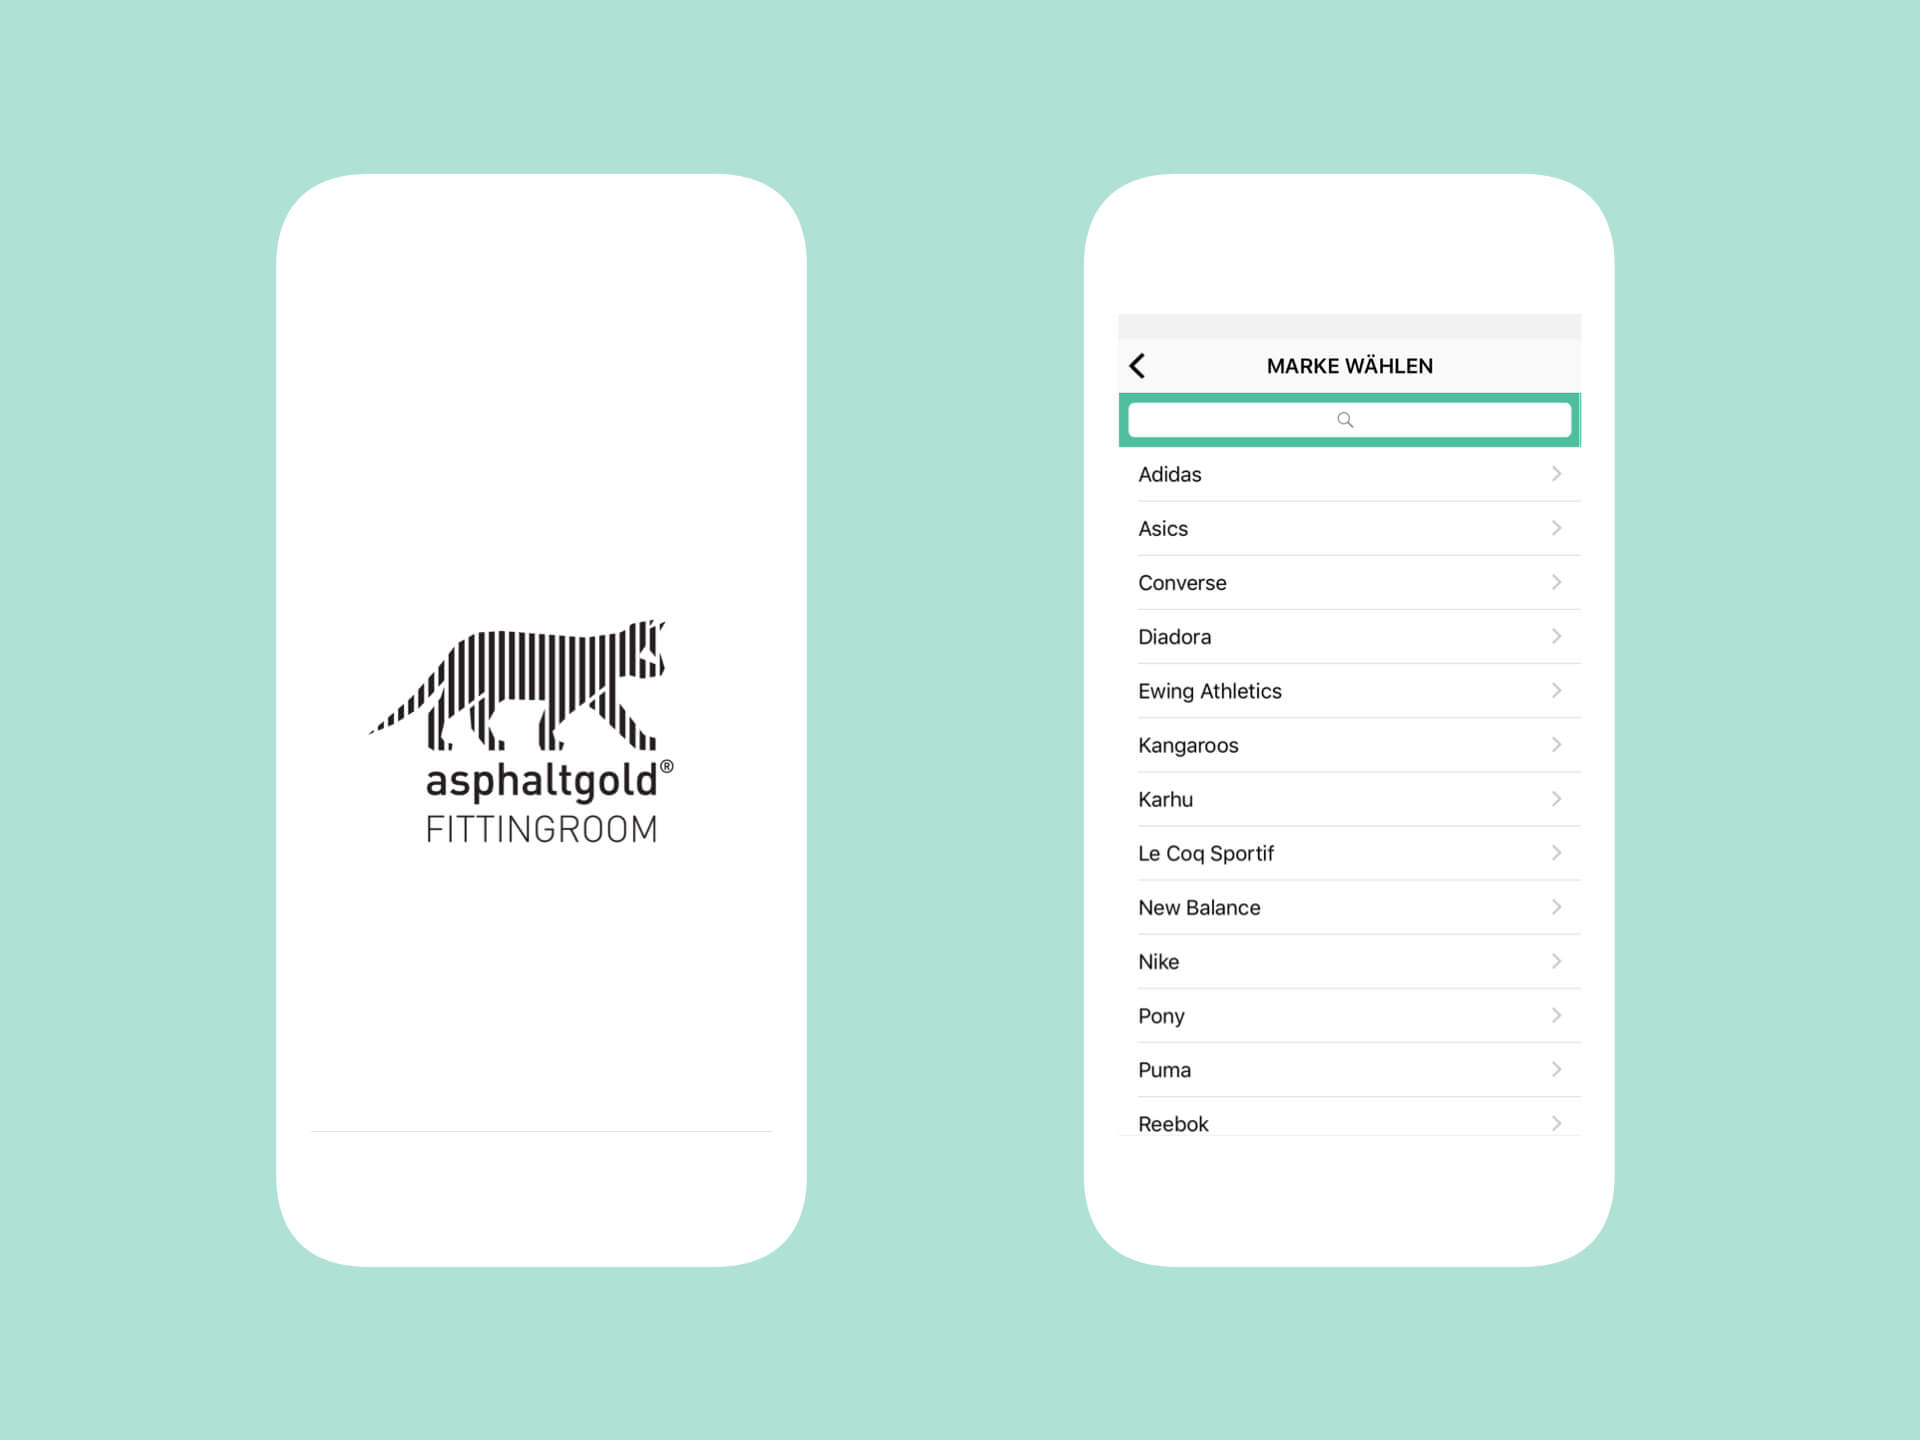 asphaltgold®
FITTINGROOM
MARKE WÄHLEN
Adidas
Asics
Converse
Diadora
Ewing Athletics
Kangaroos
Karhu
Le Coq Sportif
New Balance
Nike
Pony
Puma
Reebok